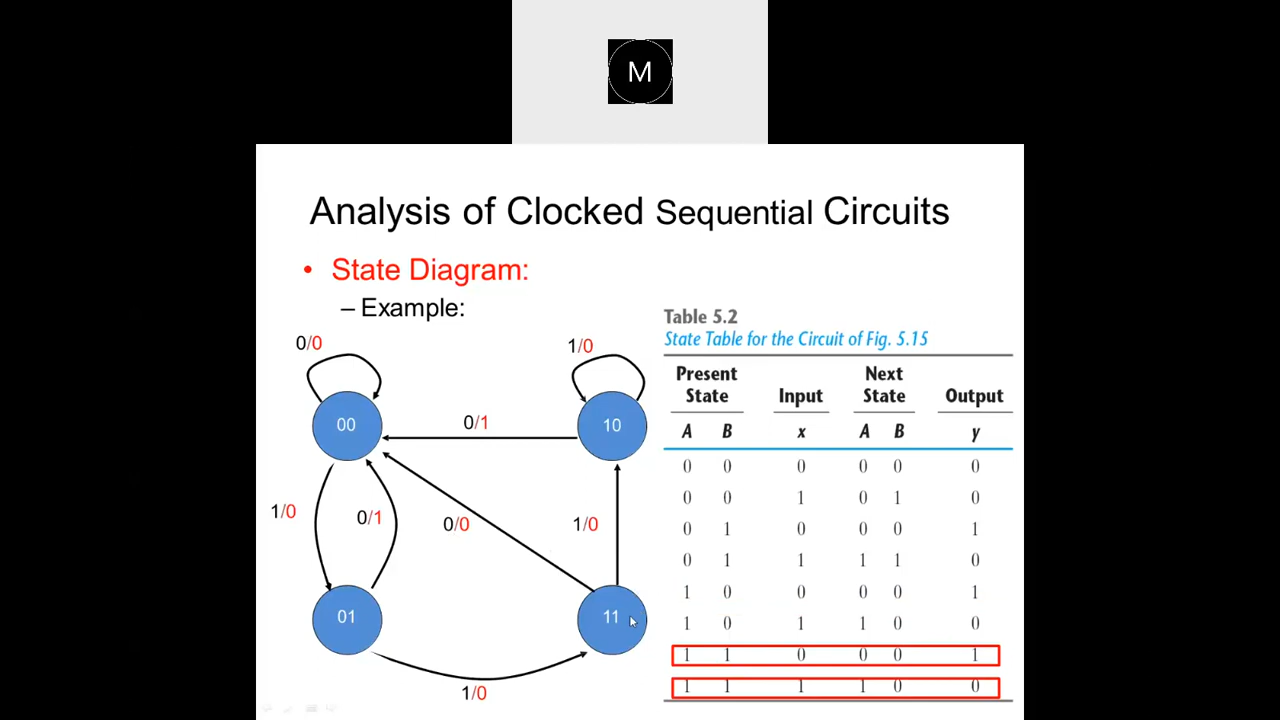 M
Analysis of Clocked Sequential Circuits
• State Diagram:
– Example:
0/0
1/0
00
10
0/1
1/0
0/1
0/0
1/0
01
11
1/0
Table 5.2
State Table for the Circuit of Fig. 5.15
Present State Input Next State Output
A B x A B y
0 0 0 0 0 0
0 0 1 0 1 0
0 1 0 0 0 1
0 1 1 1 1 0
1 0 0 0 0 1
1 0 1 1 0 0
1 1 0 0 0 1
1 1 1 1 0 0